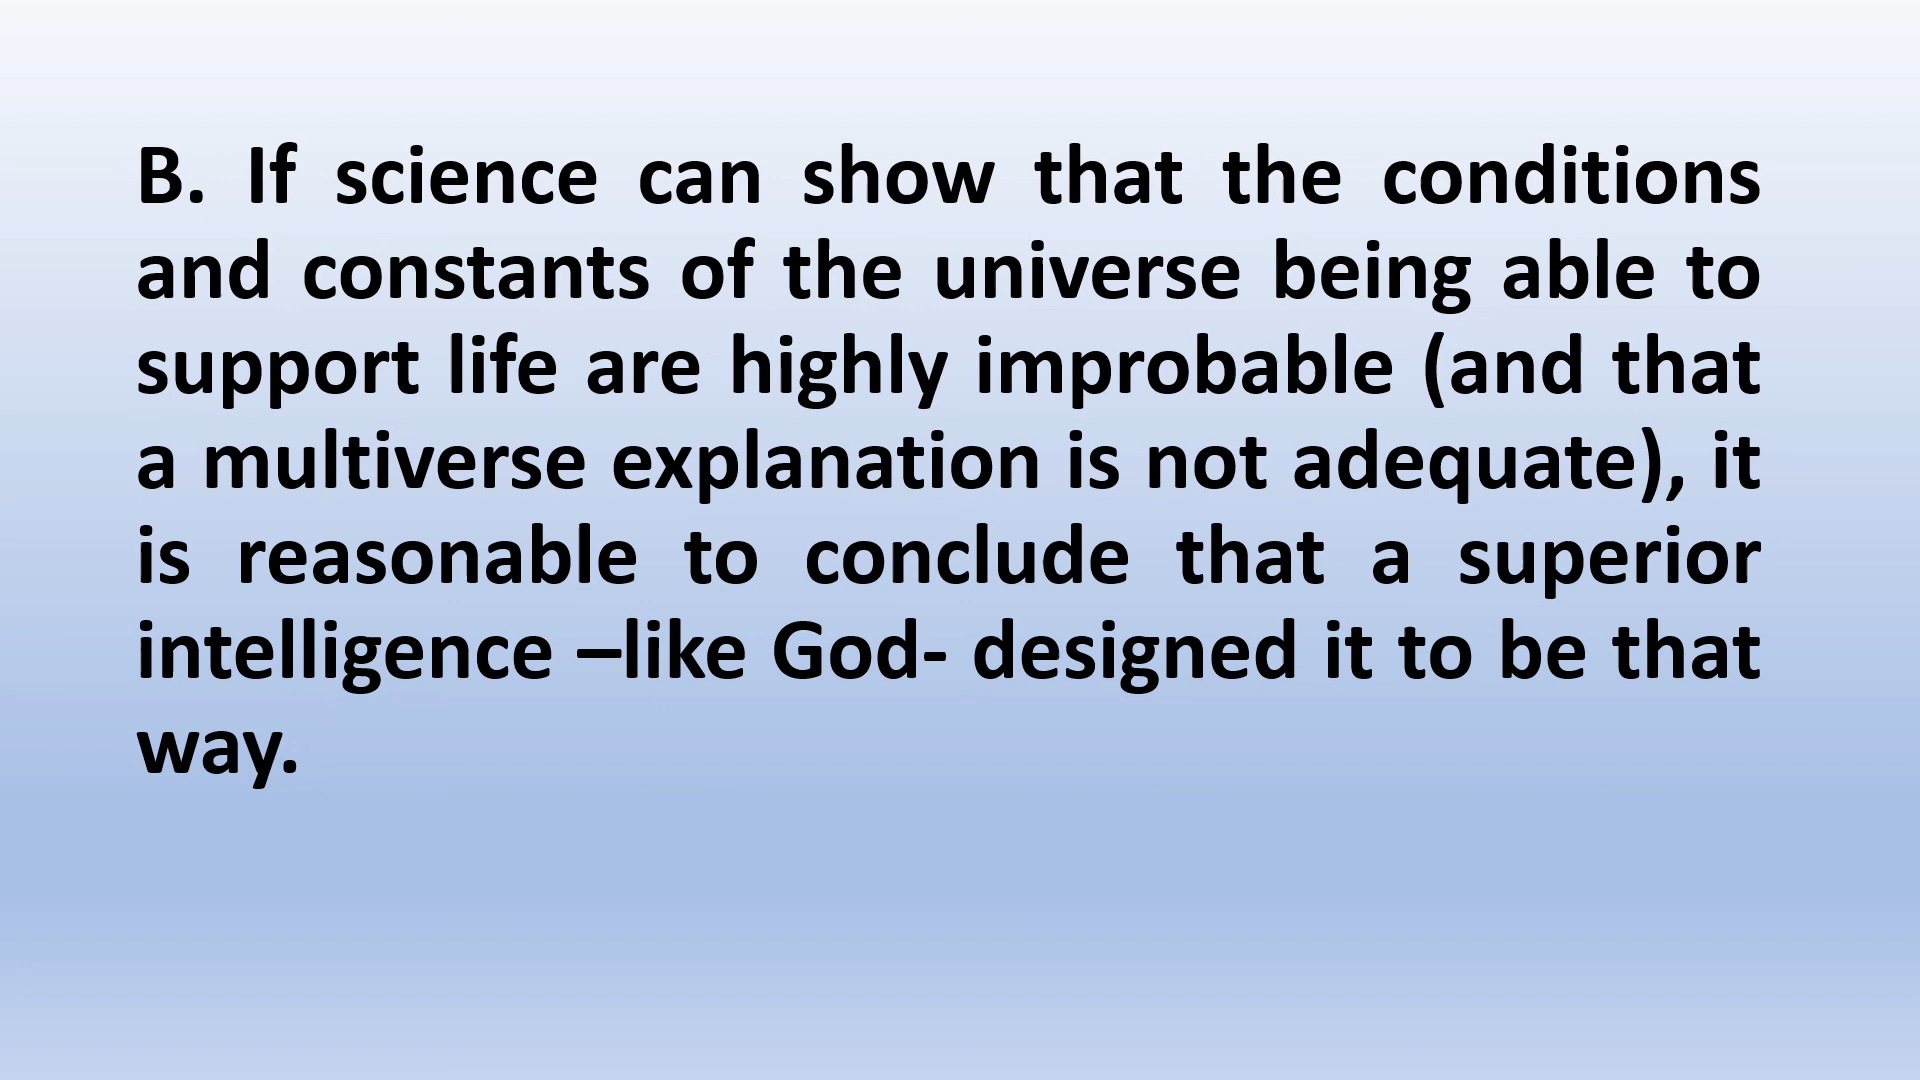 B. If science can show that the conditions
and constants of the universe being able to
support life are highly improbable (and that
a multiverse explanation is not adequate), it
is reasonable to conclude that a superior
intelligence –like God- designed it to be that
way.